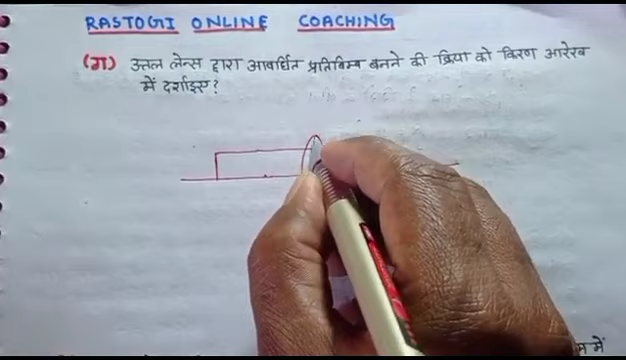 RASTOGI ONLINE COACHING
(ग) उत्तल लेन्स द्वारा आवर्धित प्रतिबिम्ब बनने की क्रिया को किरण आरेख
में दर्शाइए?
में